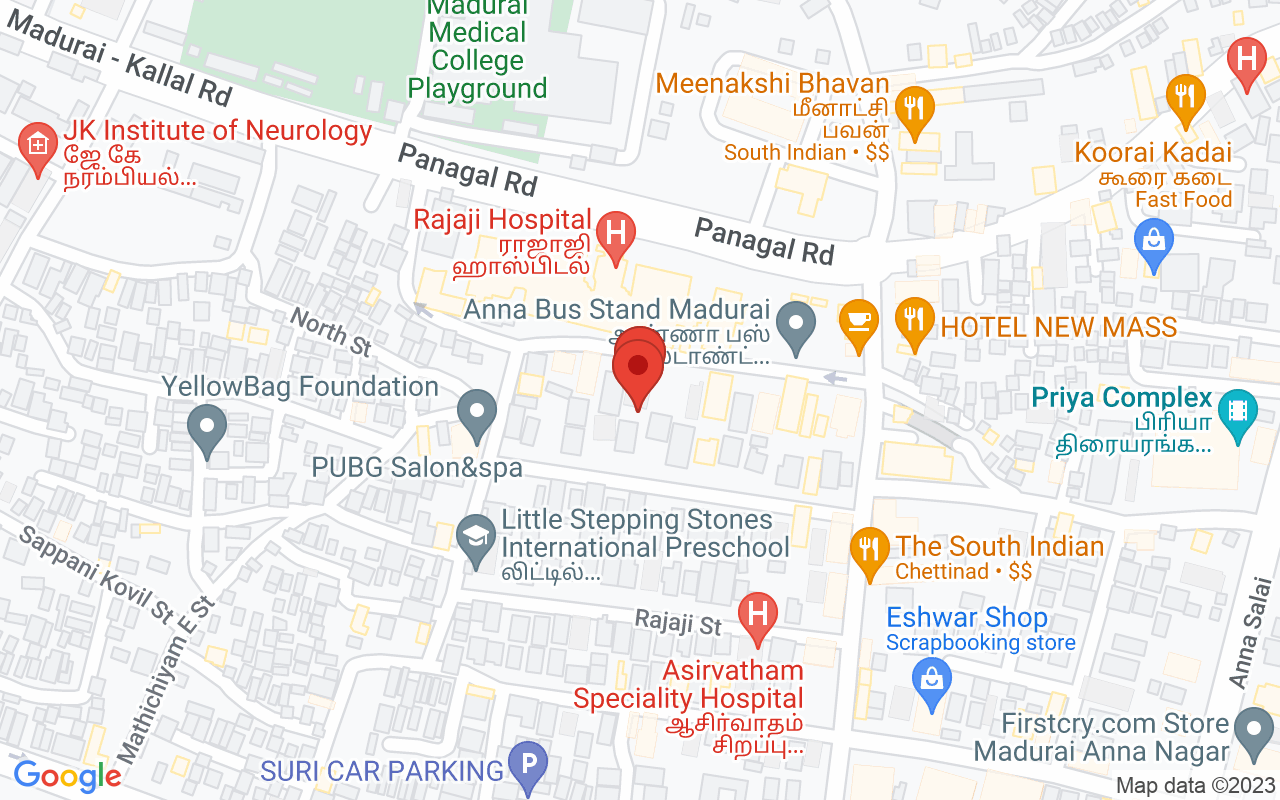 Madurai
Medical
College
Playground
Madurai - Kallal Rd
JK Institute of Neurology
ஜே கே
நரம்பியல்...
Panagal Rd
Meenakshi Bhavan
மீனாட்சி
பவன்
South Indian • $$
Koorai Kadai
கூரை கடை
Fast Food
Rajaji Hospital
ராஜாஜி
ஹாஸ்பிடல்
Panagal Rd
Anna Bus Stand Madurai
பஸ்
HOTEL NEW MASS
North St
YellowBag Foundation
PUBG Salon&spa
Priya Complex
பிரியா
திரையரங்க...
Little Stepping Stones
International Preschool
லிட்டில்...
The South Indian
Chettinad • $$
Sappani Kovil St
Mathichiyam E St
Rajaji St
Eshwar Shop
Scrapbooking store
Anna Salai
Asirvatham
Speciality Hospital
ஆசிர்வாதம்
சிறப்பு...
Firstcry.com Store
Madurai Anna Nagar
SURI CAR PARKING
Google
Map data ©2023